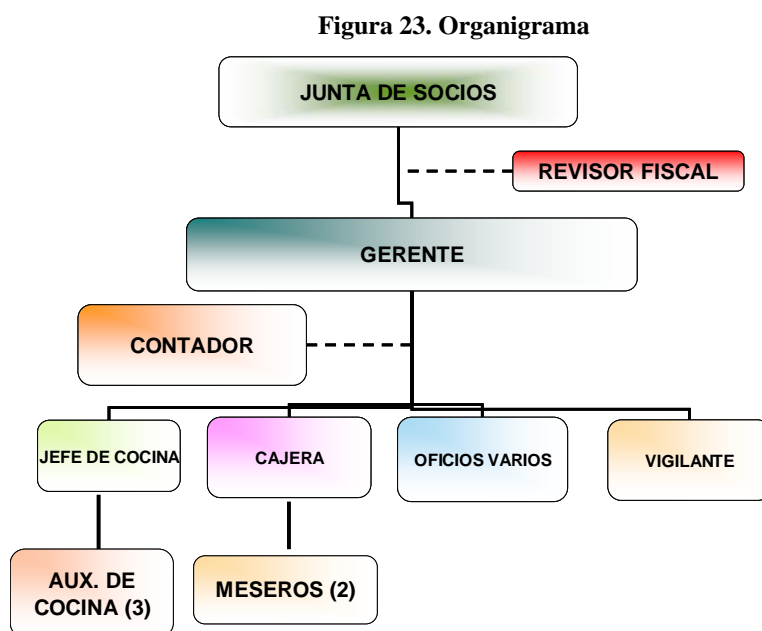 Figura 23. Organigrama
JUNTA DE SOCIOS
REVISOR FISCAL
GERENTE
CONTADOR
JEFE DE COCINA
CAJERA
OFICIOS VARIOS
VIGILANTE
AUX. DE
COCINA (3)
MESEROS (2)